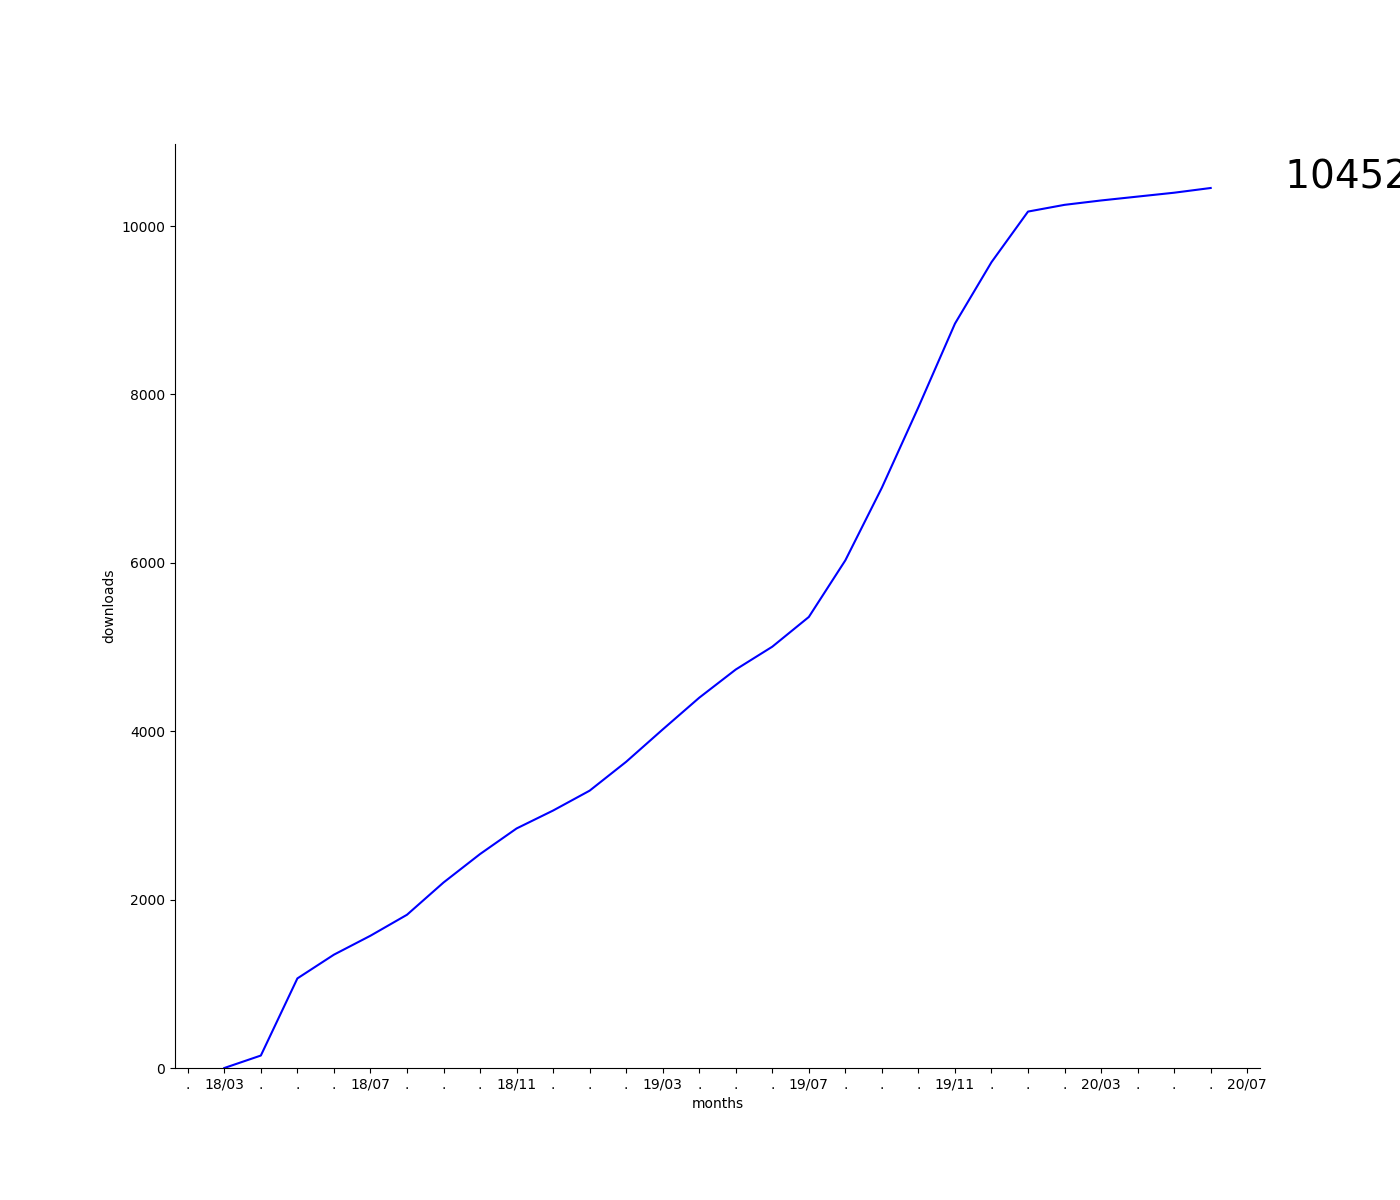 10452
10000
8000
6000
4000
2000
0
downloads
. 18/03 . . . 18/07 . . . 18/11 . . . 19/03 . . . 19/07 . . . 19/11 . . . 20/03 . . . 20/07
months